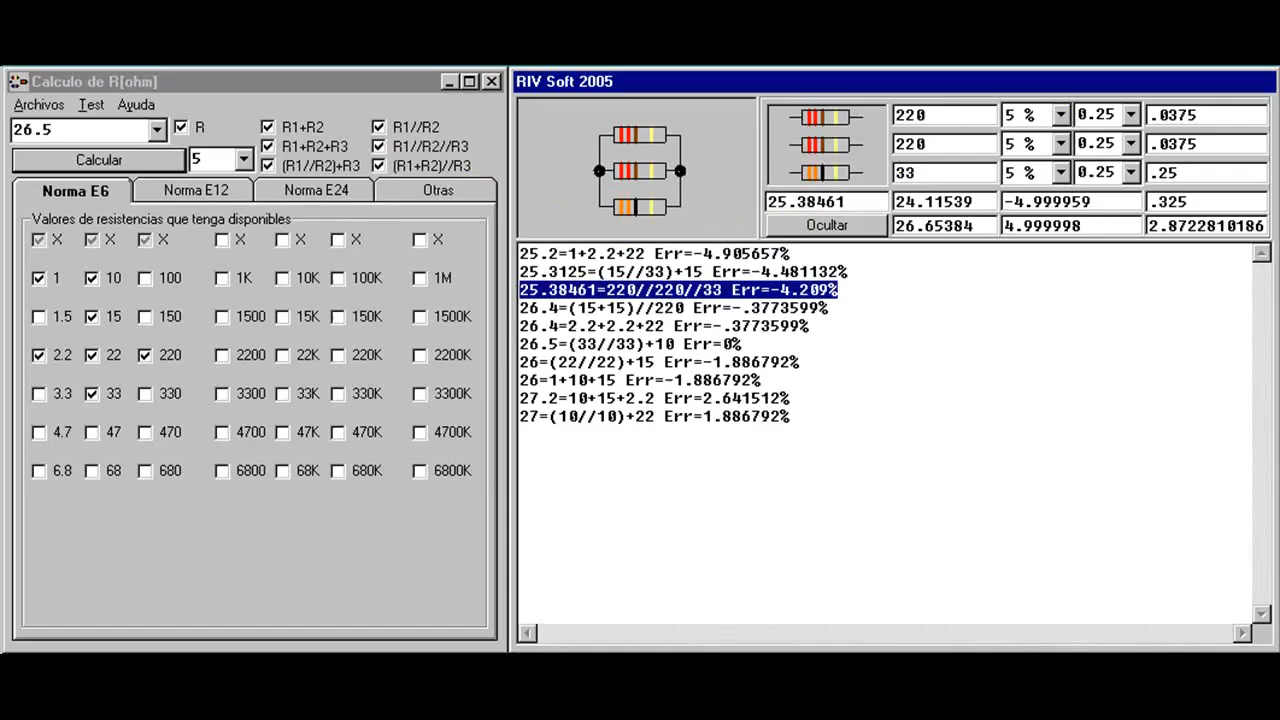 Calculo de R[ohm]
Archivos Test Ayuda
26.5 R R1+R2 R1//R2
R1+R2+R3 R1//R2//R3
Calcular 5 (R1//R2)+R3 (R1+R2)//R3
Norma E6 Norma E12 Norma E24 Otras
Valores de resistencias que tenga disponibles
X X X X X X X
1 10 100 1K 10K 100K 1M
1.5 15 150 1500 15K 150K 1500K
2.2 22 220 2200 22K 220K 2200K
3.3 33 330 3300 33K 330K 3300K
4.7 47 470 4700 47K 470K 4700K
6.8 68 680 6800 68K 680K 6800K
RIV Soft 2005
220 5 % 0.25 .0375
220 5 % 0.25 .0375
33 5 % 0.25 .25
25.38461 24.11539 -4.999959 .325
Ocultar 26.65384 4.999998 2.8722810186
25.2=1+2.2+22 Err=-4.905657%
25.3125=(15//33)+15 Err=-4.481132%
25.38461=220//220//33 Err=-4.209%
26.4=(15+15)//220 Err=-.3773599%
26.4=2.2+2.2+22 Err=-.3773599%
26.5=(33//33)+10 Err=0%
26=(22//22)+15 Err=-1.886792%
26=1+10+15 Err=-1.886792%
27.2=10+15+2.2 Err=2.641512%
27=(10//10)+22 Err=1.886792%